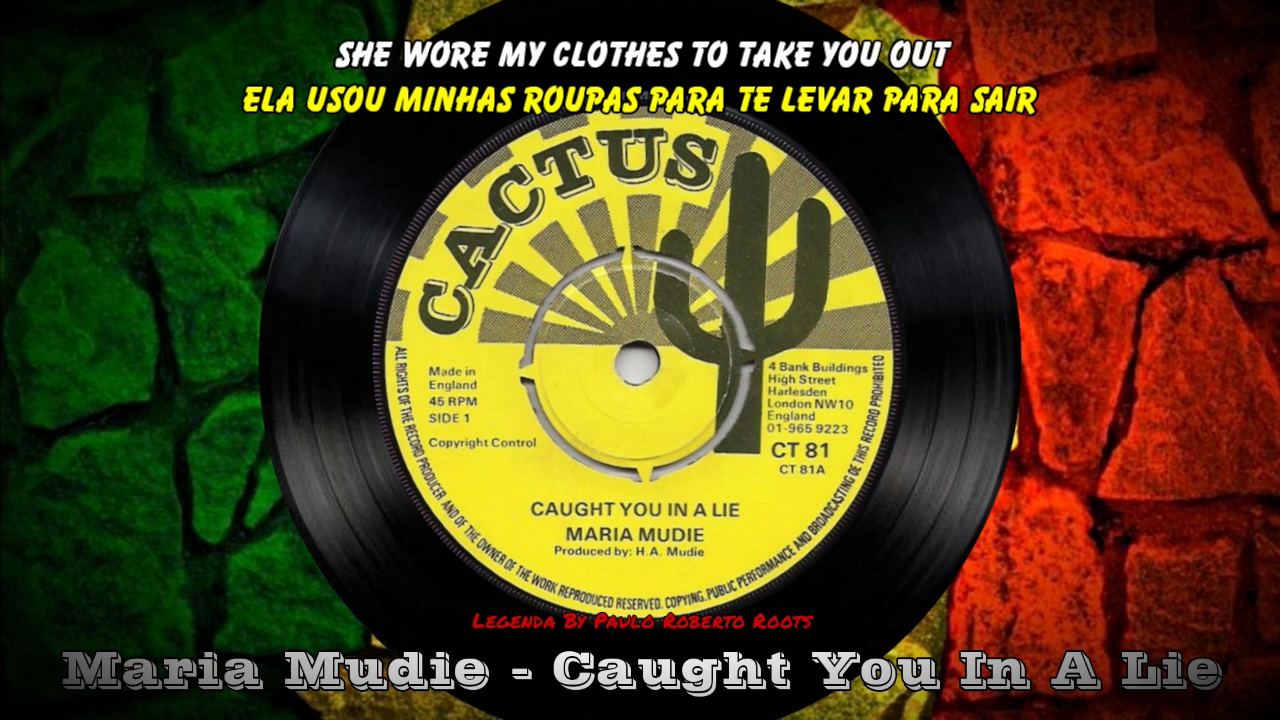 SHE WORE MY CLOTHES TO TAKE YOU OUT
ELA USOU MINHAS ROUPAS PARA TE LEVAR PARA SAIR
CACTUS
Made in
England
45 RPM
SIDE 1
Copyright Control
4 Bank Buildings
High Street
Harlesden
London NW10
England
01-965 9223
CT 81
CT 81A
CAUGHT YOU IN A LIE
MARIA MUDIE
Produced by: H.A. Mudie
ALL RIGHTS OF THE RECORD PRODUCER AND OF THE OWNER OF THE WORK REPRODUCED RESERVED. COPYING, PUBLIC PERFORMANCE AND BROADCASTING OF THIS RECORD PROHIBITED
Legenda By Paulo Roberto Roots
Maria Mudie - Caught You In A Lie